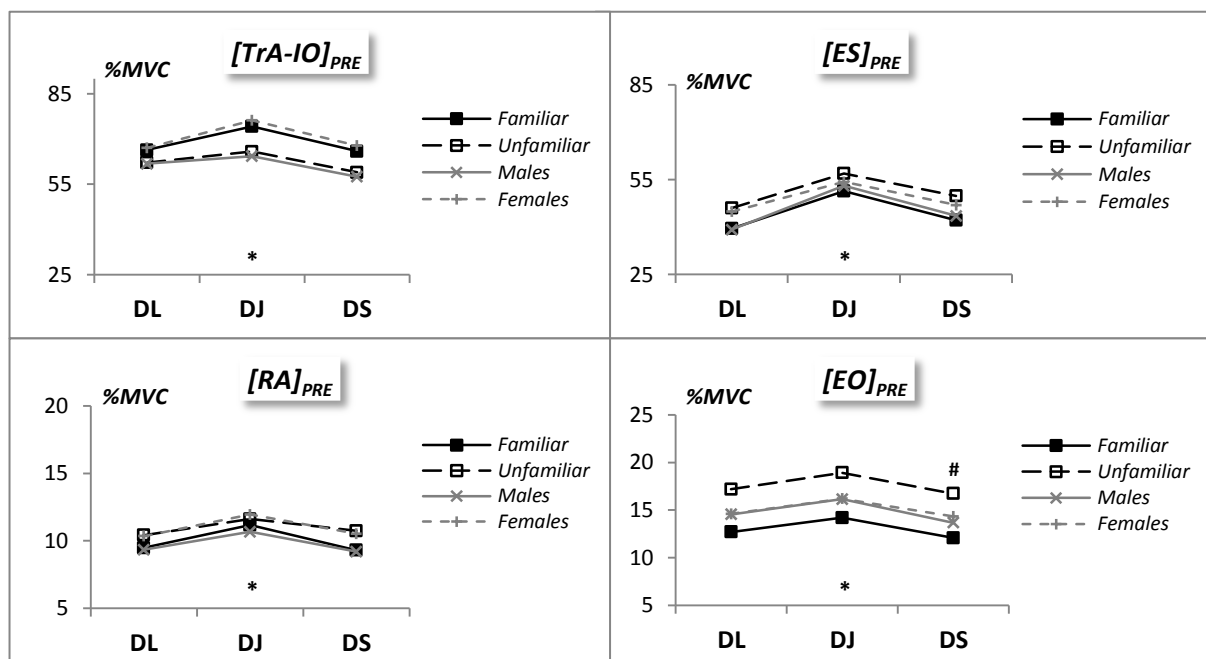 [TrA-IO]PRE
%MVC
85
55
25
DL DJ DS
*
Familiar
Unfamiliar
Males
Females
[ES]PRE
%MVC
85
55
25
DL DJ DS
*
Familiar
Unfamiliar
Males
Females
[RA]PRE
%MVC
20
15
10
5
DL DJ DS
*
Familiar
Unfamiliar
Males
Females
[EO]PRE
%MVC
25
20
15
10
5
DL DJ DS
#
*
Familiar
Unfamiliar
Males
Females